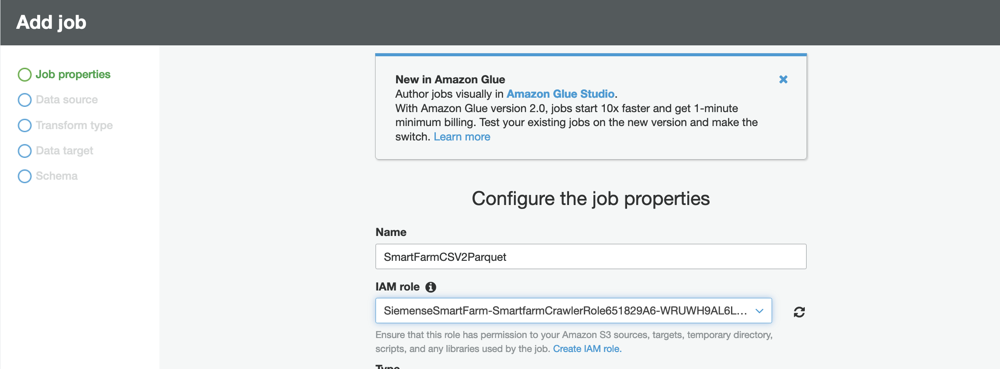 Add job
Job properties
Data source
Transform type
Data target
Schema
New in Amazon Glue
Author jobs visually in Amazon Glue Studio.
With Amazon Glue version 2.0, jobs start 10x faster and get 1-minute
minimum billing. Test your existing jobs on the new version and make the
switch. Learn more
Configure the job properties
Name
SmartFarmCSV2Parquet
IAM role
SiemenseSmartFarm-SmartfarmCrawlerRole651829A6-WRUWH9AL6L...
Ensure that this role has permission to your Amazon S3 sources, targets, temporary directory,
scripts, and any libraries used by the job. Create IAM role.
Type